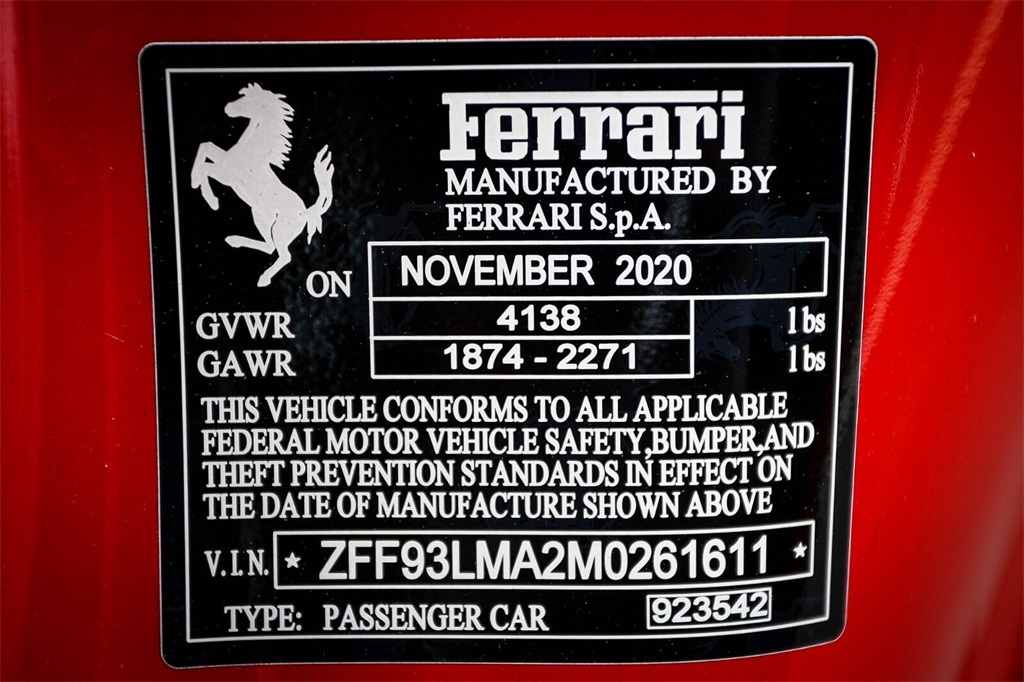 Ferrari
MANUFACTURED BY
FERRARI S.p.A.
ON NOVEMBER 2020
GVWR 4138 lbs
GAWR 1874 - 2271 lbs
THIS VEHICLE CONFORMS TO ALL APPLICABLE
FEDERAL MOTOR VEHICLE SAFETY,BUMPER,AND
THEFT PREVENTION STANDARDS IN EFFECT ON
THE DATE OF MANUFACTURE SHOWN ABOVE
V.I.N. * ZFF93LMA2M0261611 *
TYPE: PASSENGER CAR 923542